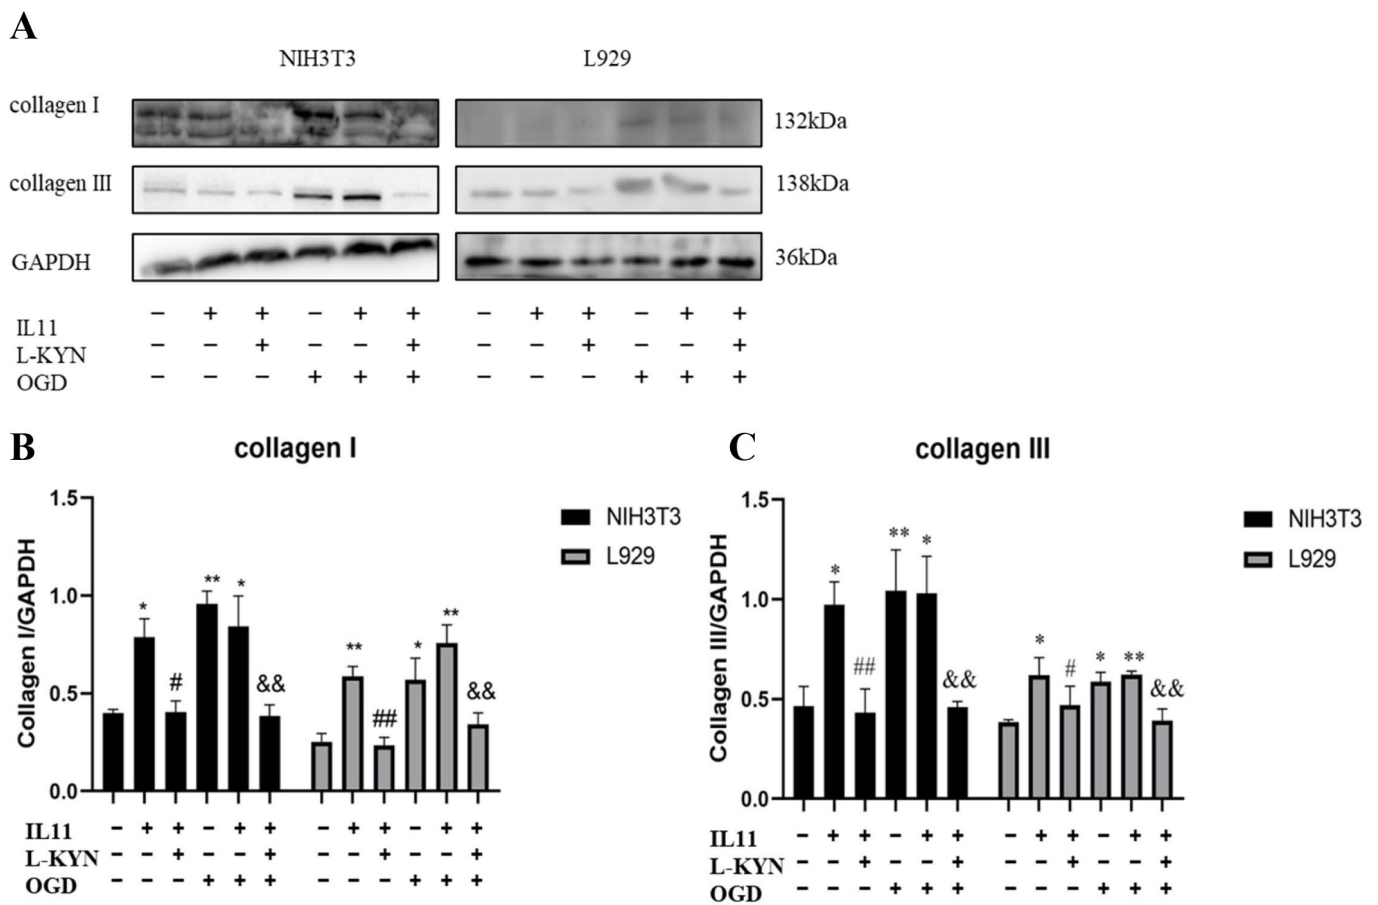 A
NIH3T3 L929
collagen I 132kDa
collagen III 138kDa
GAPDH 36kDa
IL11 − + + − + + − + + − + +
L-KYN − − + − − + − − + − − +
OGD − − − + + + − − − + + +
B
collagen I
1.5
1.0
0.5
0.0
Collagen I/GAPDH
* # ** * && ** ## * ** &&
NIH3T3
L929
IL11 − + + − + + − + + − + +
L-KYN − − + − − + − − + − − +
OGD − − − + + + − − − + + +
C
collagen III
1.5
1.0
0.5
0.0
Collagen III/GAPDH
* ## ** * && * # * ** &&
NIH3T3
L929
IL11 − + + − + + − + + − + +
L-KYN − − + − − + − − + − − +
OGD − − − + + + − − − + + +